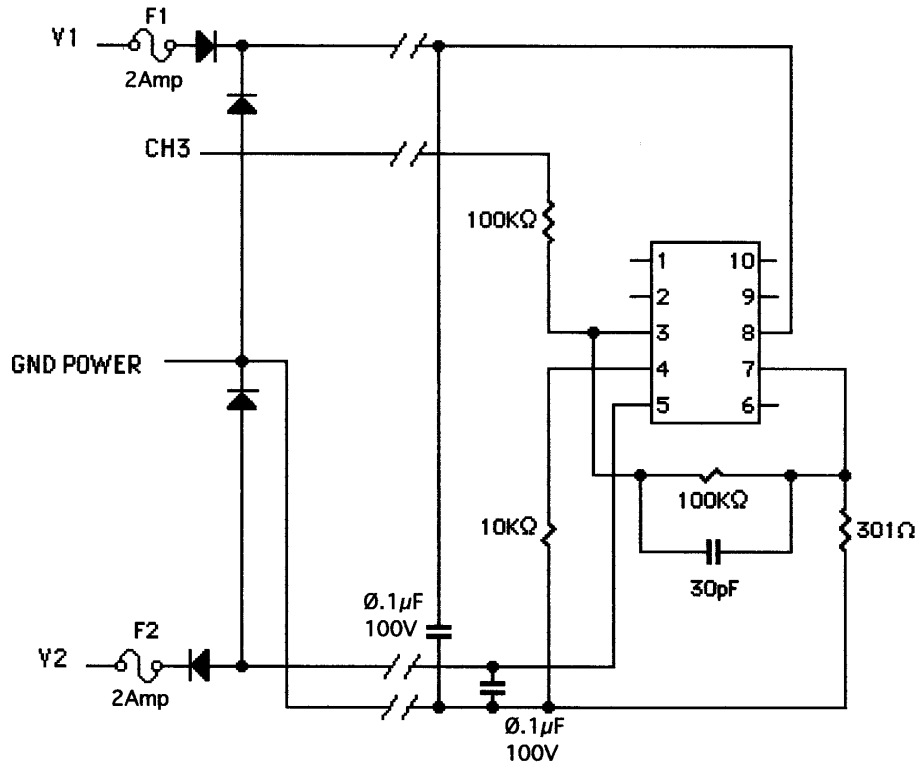 F1
V1
2Amp
CH3
100KΩ
1 10
2 9
3 8
GND POWER
4 7
5 6
100KΩ
10KΩ
301Ω
30pF
Ø.1µF
100V
F2
V2
2Amp
Ø.1µF
100V